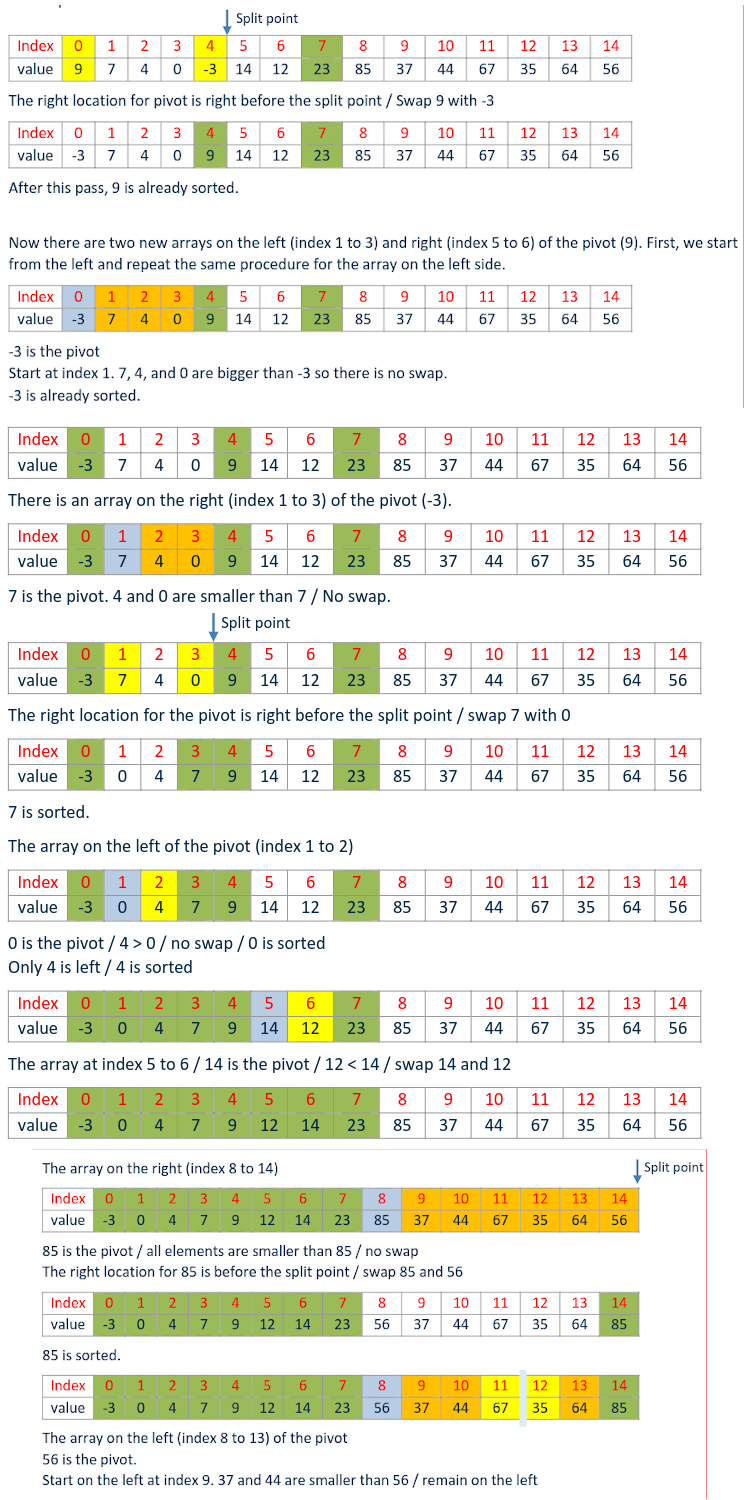 Split point
Index 0 1 2 3 4 5 6 7 8 9 10 11 12 13 14
value 9 7 4 0 -3 14 12 23 85 37 44 67 35 64 56
The right location for pivot is right before the split point / Swap 9 with -3
Index 0 1 2 3 4 5 6 7 8 9 10 11 12 13 14
value -3 7 4 0 9 14 12 23 85 37 44 67 35 64 56
After this pass, 9 is already sorted.
Now there are two new arrays on the left (index 1 to 3) and right (index 5 to 6) of the pivot (9). First, we start
from the left and repeat the same procedure for the array on the left side.
Index 0 1 2 3 4 5 6 7 8 9 10 11 12 13 14
value -3 7 4 0 9 14 12 23 85 37 44 67 35 64 56
-3 is the pivot
Start at index 1. 7, 4, and 0 are bigger than -3 so there is no swap.
-3 is already sorted.
Index 0 1 2 3 4 5 6 7 8 9 10 11 12 13 14
value -3 7 4 0 9 14 12 23 85 37 44 67 35 64 56
There is an array on the right (index 1 to 3) of the pivot (-3).
Index 0 1 2 3 4 5 6 7 8 9 10 11 12 13 14
value -3 7 4 0 9 14 12 23 85 37 44 67 35 64 56
7 is the pivot. 4 and 0 are smaller than 7 / No swap.
Split point
Index 0 1 2 3 4 5 6 7 8 9 10 11 12 13 14
value -3 7 4 0 9 14 12 23 85 37 44 67 35 64 56
The right location for the pivot is right before the split point / swap 7 with 0
Index 0 1 2 3 4 5 6 7 8 9 10 11 12 13 14
value -3 0 4 7 9 14 12 23 85 37 44 67 35 64 56
7 is sorted.
The array on the left of the pivot (index 1 to 2)
Index 0 1 2 3 4 5 6 7 8 9 10 11 12 13 14
value -3 0 4 7 9 14 12 23 85 37 44 67 35 64 56
0 is the pivot / 4 > 0 / no swap / 0 is sorted
Only 4 is left / 4 is sorted
Index 0 1 2 3 4 5 6 7 8 9 10 11 12 13 14
value -3 0 4 7 9 14 12 23 85 37 44 67 35 64 56
The array at index 5 to 6 / 14 is the pivot / 12 < 14 / swap 14 and 12
Index 0 1 2 3 4 5 6 7 8 9 10 11 12 13 14
value -3 0 4 7 9 12 14 23 85 37 44 67 35 64 56
The array on the right (index 8 to 14)
Split point
Index 0 1 2 3 4 5 6 7 8 9 10 11 12 13 14
value -3 0 4 7 9 12 14 23 85 37 44 67 35 64 56
85 is the pivot / all elements are smaller than 85 / no swap
The right location for 85 is before the split point / swap 85 and 56
Index 0 1 2 3 4 5 6 7 8 9 10 11 12 13 14
value -3 0 4 7 9 12 14 23 56 37 44 67 35 64 85
85 is sorted.
Index 0 1 2 3 4 5 6 7 8 9 10 11 12 13 14
value -3 0 4 7 9 12 14 23 56 37 44 67 35 64 85
The array on the left (index 8 to 13) of the pivot
56 is the pivot.
Start on the left at index 9. 37 and 44 are smaller than 56 / remain on the left